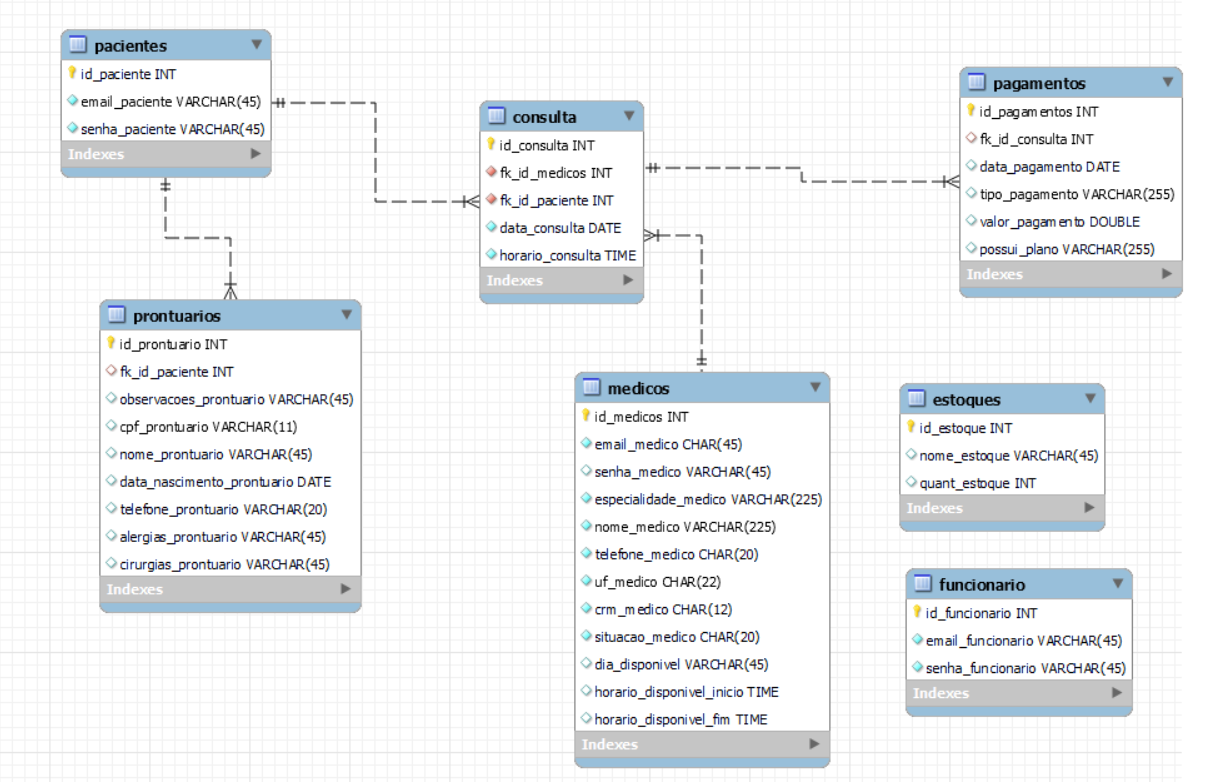 pacientes
id_paciente INT
email_paciente VARCHAR(45)
senha_paciente VARCHAR(45)
Indexes
consulta
id_consulta INT
fk_id_medicos INT
fk_id_paciente INT
data_consulta DATE
horario_consulta TIME
Indexes
pagamentos
id_pagamentos INT
fk_id_consulta INT
data_pagamento DATE
tipo_pagamento VARCHAR(255)
valor_pagamento DOUBLE
possui_plano VARCHAR(255)
Indexes
prontuarios
id_prontuario INT
fk_id_paciente INT
observacoes_prontuario VARCHAR(45)
cpf_prontuario VARCHAR(11)
nome_prontuario VARCHAR(45)
data_nascimento_prontuario DATE
telefone_prontuario VARCHAR(20)
alergias_prontuario VARCHAR(45)
cirurgias_prontuario VARCHAR(45)
Indexes
medicos
id_medicos INT
email_medico CHAR(45)
senha_medico VARCHAR(45)
especialidade_medico VARCHAR(225)
nome_medico VARCHAR(225)
telefone_medico CHAR(20)
uf_medico CHAR(22)
crm_medico CHAR(12)
situacao_medico CHAR(20)
dia_disponivel VARCHAR(45)
horario_disponivel_inicio TIME
horario_disponivel_fim TIME
Indexes
estoques
id_estoque INT
nome_estoque VARCHAR(45)
quant_estoque INT
Indexes
funcionario
id_funcionario INT
email_funcionario VARCHAR(45)
senha_funcionario VARCHAR(45)
Indexes